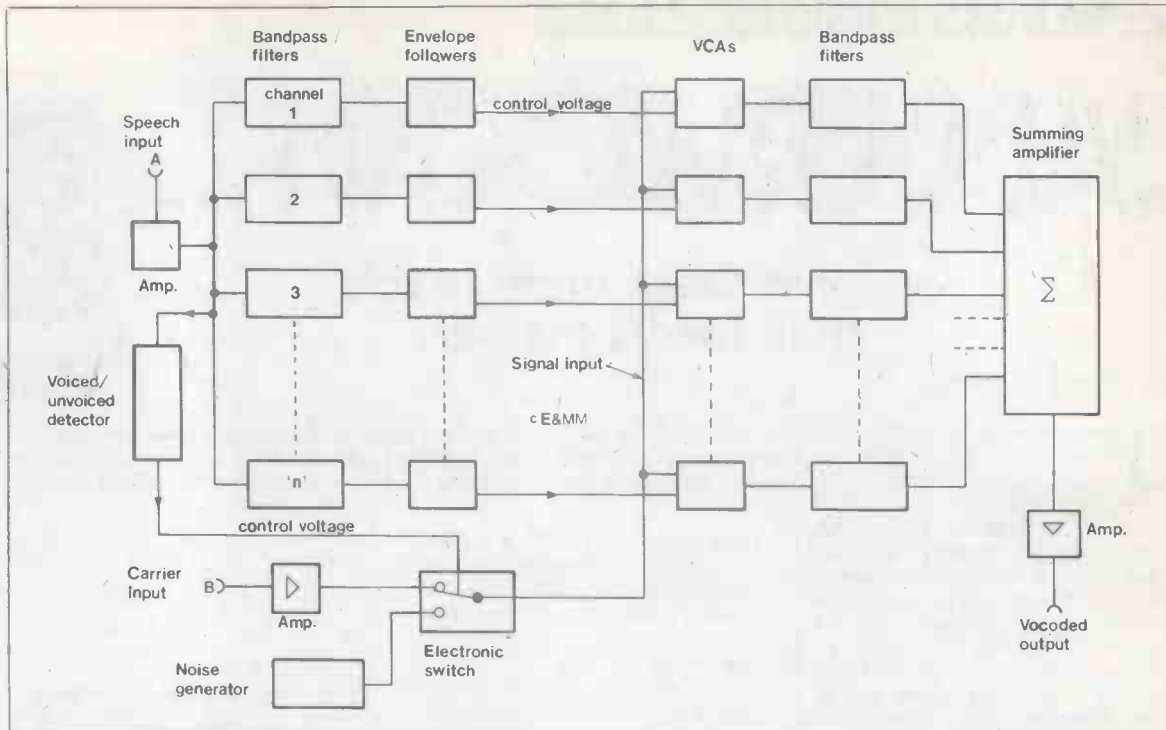 Bandpass
filters
Envelope
followers
VCAs
Bandpass
filters
channel
1
control voltage
Speech
input
A
Summing
amplifier
2
Amp.
3
Σ
Voiced/
unvoiced
detector
Signal input
c E&MM
'n'
control voltage
Amp.
Carrier
input
B
Amp.
Electronic
switch
Vocoded
output
Noise
generator